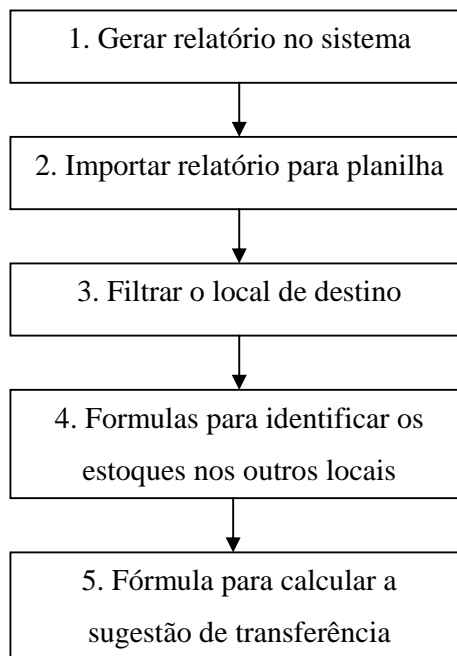 1. Gerar relatório no sistema
2. Importar relatório para planilha
3. Filtrar o local de destino
4. Formulas para identificar os
estoques nos outros locais
5. Fórmula para calcular a
sugestão de transferência